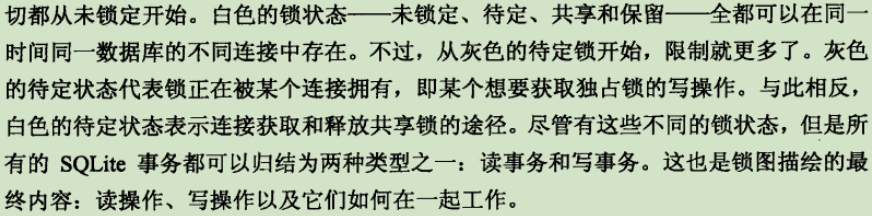 切都从未锁定开始。白色的锁状态——未锁定、待定、共享和保留——全都可以在同一
时间同一数据库的不同连接中存在。不过，从灰色的待定锁开始，限制就更多了。灰色
的待定状态代表锁正在被某个连接拥有，即某个想要获取独占锁的写操作。与此相反，
白色的待定状态表示连接获取和释放共享锁的途径。尽管有这些不同的锁状态，但是所
有的 SQLite 事务都可以归结为两种类型之一：读事务和写事务。这也是锁图描绘的最
终内容：读操作、写操作以及它们如何在一起工作。